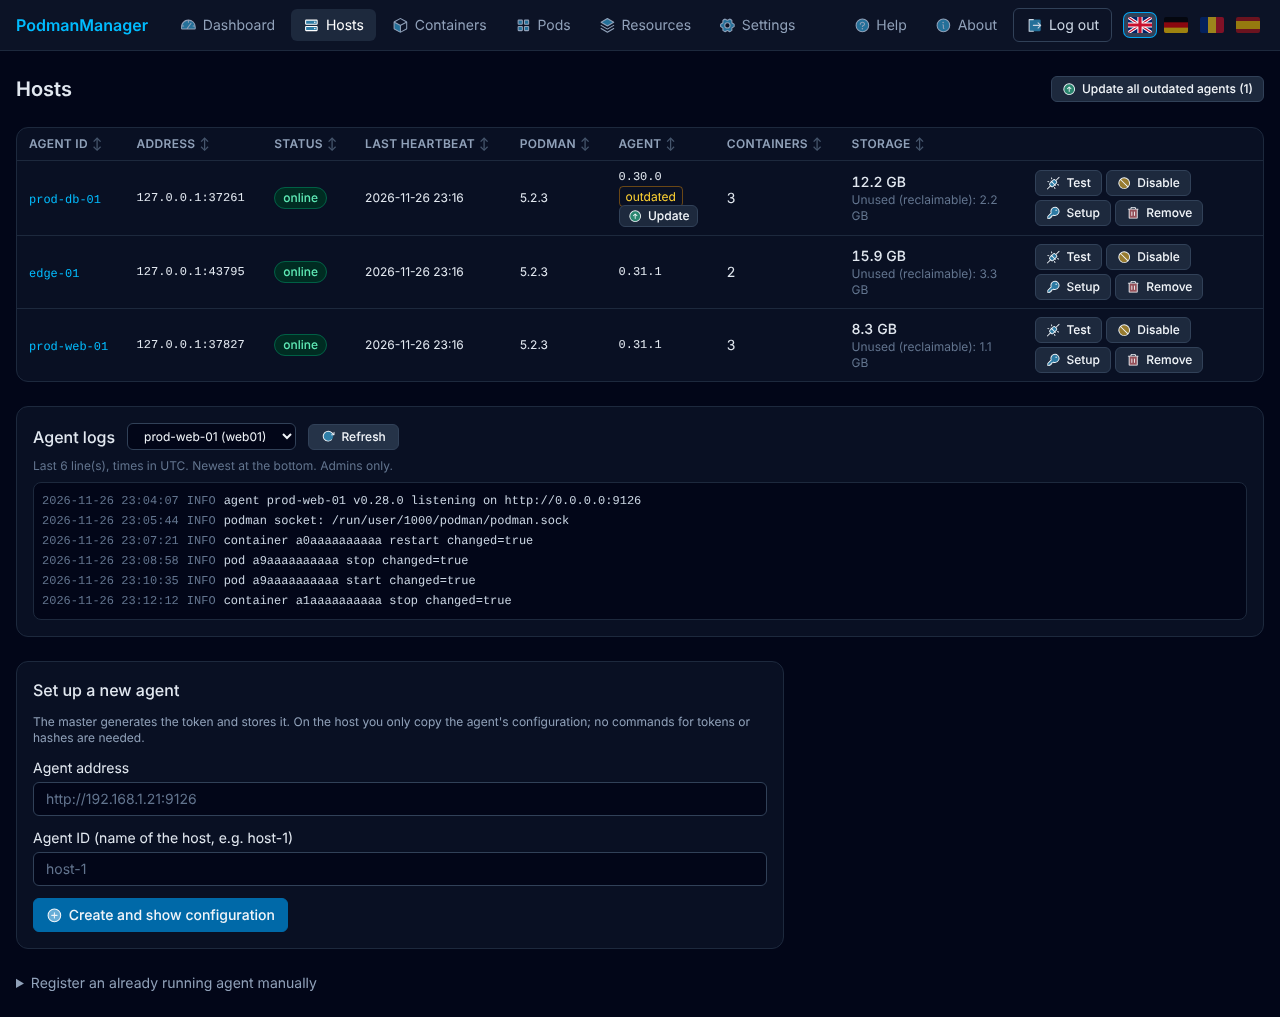 PodmanManager Dashboard Hosts Containers Pods Resources Settings Help About Log out
Hosts
Update all outdated agents (1)
AGENT ID ADDRESS STATUS LAST HEARTBEAT PODMAN AGENT CONTAINERS STORAGE
prod-db-01 127.0.0.1:37261 online 2026-11-26 23:16 5.2.3 0.30.0 outdated Update 3 12.2 GB Unused (reclaimable): 2.2 GB Test Disable Setup Remove
edge-01 127.0.0.1:43795 online 2026-11-26 23:16 5.2.3 0.31.1 2 15.9 GB Unused (reclaimable): 3.3 GB Test Disable Setup Remove
prod-web-01 127.0.0.1:37827 online 2026-11-26 23:16 5.2.3 0.31.1 3 8.3 GB Unused (reclaimable): 1.1 GB Test Disable Setup Remove
Agent logs prod-web-01 (web01) Refresh
Last 6 line(s), times in UTC. Newest at the bottom. Admins only.
2026-11-26 23:04:07 INFO agent prod-web-01 v0.28.0 listening on http://0.0.0.0:9126
2026-11-26 23:05:44 INFO podman socket: /run/user/1000/podman/podman.sock
2026-11-26 23:07:21 INFO container a0aaaaaaaaaa restart changed=true
2026-11-26 23:08:58 INFO pod a9aaaaaaaaaa stop changed=true
2026-11-26 23:10:35 INFO pod a9aaaaaaaaaa start changed=true
2026-11-26 23:12:12 INFO container a1aaaaaaaaaa stop changed=true
Set up a new agent
The master generates the token and stores it. On the host you only copy the agent's configuration; no commands for tokens or
hashes are needed.
Agent address
http://192.168.1.21:9126
Agent ID (name of the host, e.g. host-1)
host-1
Create and show configuration
Register an already running agent manually